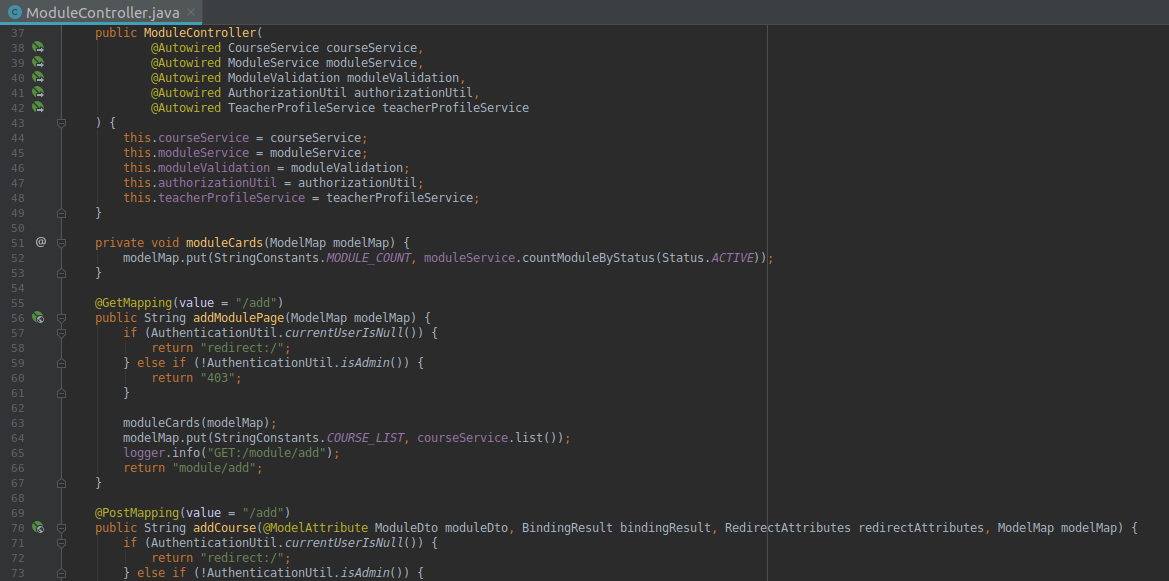 ModuleController.java
37 public ModuleController(
38 @Autowired CourseService courseService,
39 @Autowired ModuleService moduleService,
40 @Autowired ModuleValidation moduleValidation,
41 @Autowired AuthorizationUtil authorizationUtil,
42 @Autowired TeacherProfileService teacherProfileService
43 ) {
44 this.courseService = courseService;
45 this.moduleService = moduleService;
46 this.moduleValidation = moduleValidation;
47 this.authorizationUtil = authorizationUtil;
48 this.teacherProfileService = teacherProfileService;
49 }
50
51 @ private void moduleCards(ModelMap modelMap) {
52 modelMap.put(StringConstants.MODULE_COUNT, moduleService.countModuleByStatus(Status.ACTIVE));
53 }
54
55 @GetMapping(value = "/add")
56 public String addModulePage(ModelMap modelMap) {
57 if (AuthenticationUtil.currentUserIsNull()) {
58 return "redirect:/";
59 } else if (!AuthenticationUtil.isAdmin()) {
60 return "403";
61 }
62
63 moduleCards(modelMap);
64 modelMap.put(StringConstants.COURSE_LIST, courseService.list());
65 logger.info("GET:/module/add");
66 return "module/add";
67 }
68
69 @PostMapping(value = "/add")
70 public String addCourse(@ModelAttribute ModuleDto moduleDto, BindingResult bindingResult, RedirectAttributes redirectAttributes, ModelMap modelMap) {
71 if (AuthenticationUtil.currentUserIsNull()) {
72 return "redirect:/";
73 } else if (!AuthenticationUtil.isAdmin()) {